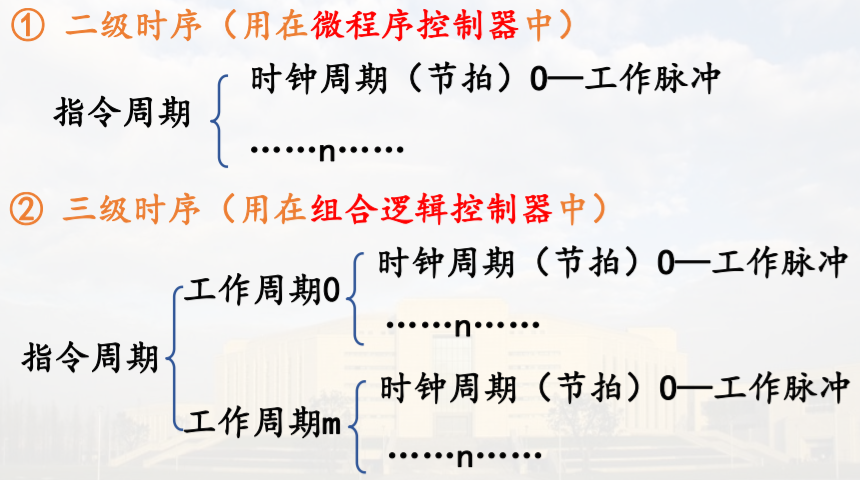 ① 二级时序（用在微程序控制器中）
时钟周期（节�）0—工作脉冲
指令周期
……n……
② 三级时序（用在组合逻辑控制器中）
时钟周期（节拍）0—工作脉冲
工作周期0
……n……
指令周期
时钟周期（节拍）0—工作脉冲
工作周期m
……n……